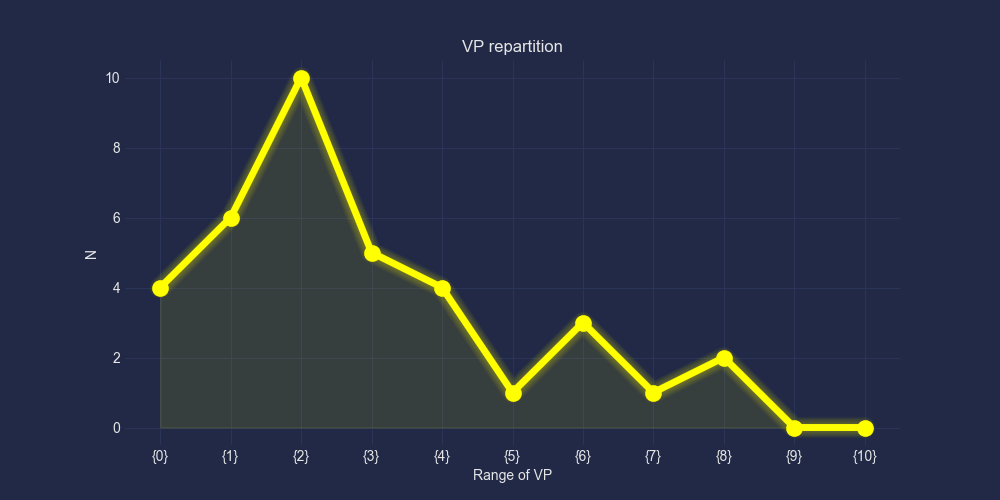 VP repartition
10
8
6
4
2
0
N
{0} {1} {2} {3} {4} {5} {6} {7} {8} {9} {10}
Range of VP